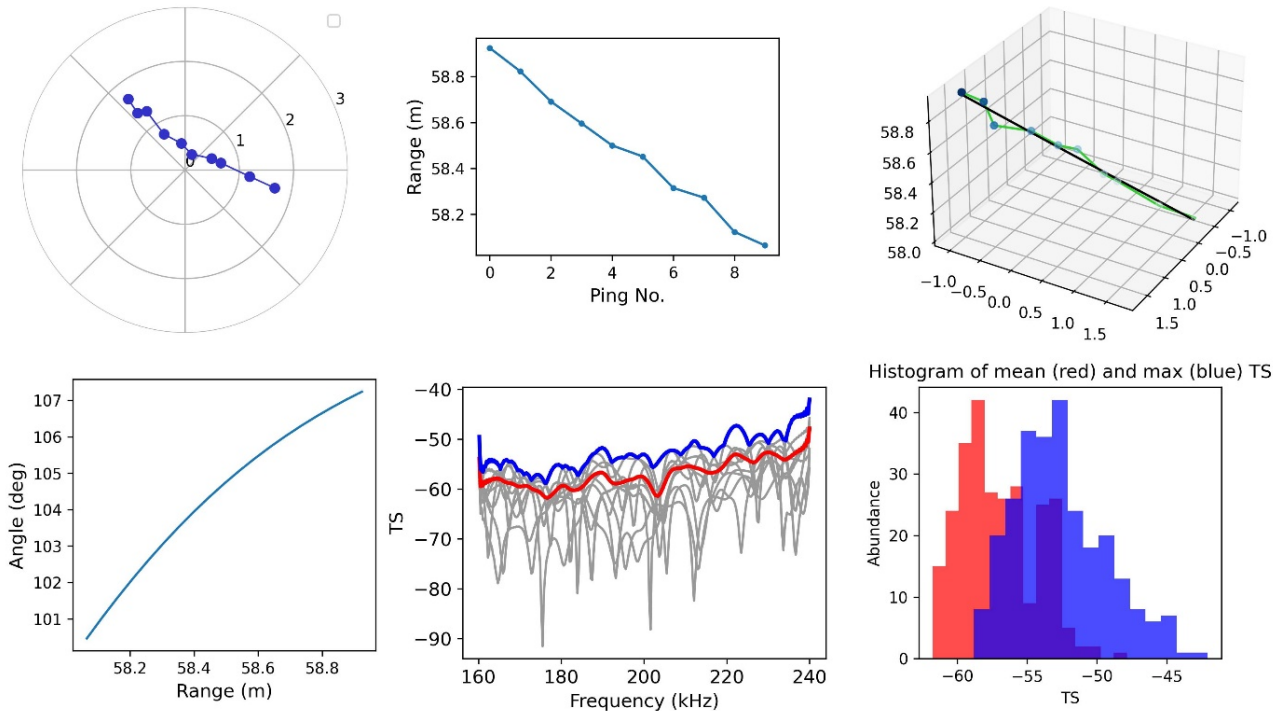 3
2
1
0
58.8
58.6
58.4
58.2
Range (m)
0 2 4 6 8
Ping No.
58.8
58.6
58.4
58.2
58.0
−1.0 −0.5 0.0 0.5 1.0 1.5
−1.0 −0.5 0.0 0.5 1.0 1.5
107
106
105
104
103
102
101
Angle (deg)
58.2 58.4 58.6 58.8
Range (m)
−40
−50
−60
−70
−80
−90
TS
160 180 200 220 240
Frequency (kHz)
Histogram of mean (red) and max (blue) TS
40
30
20
10
0
Abundance
−60 −55 −50 −45
TS